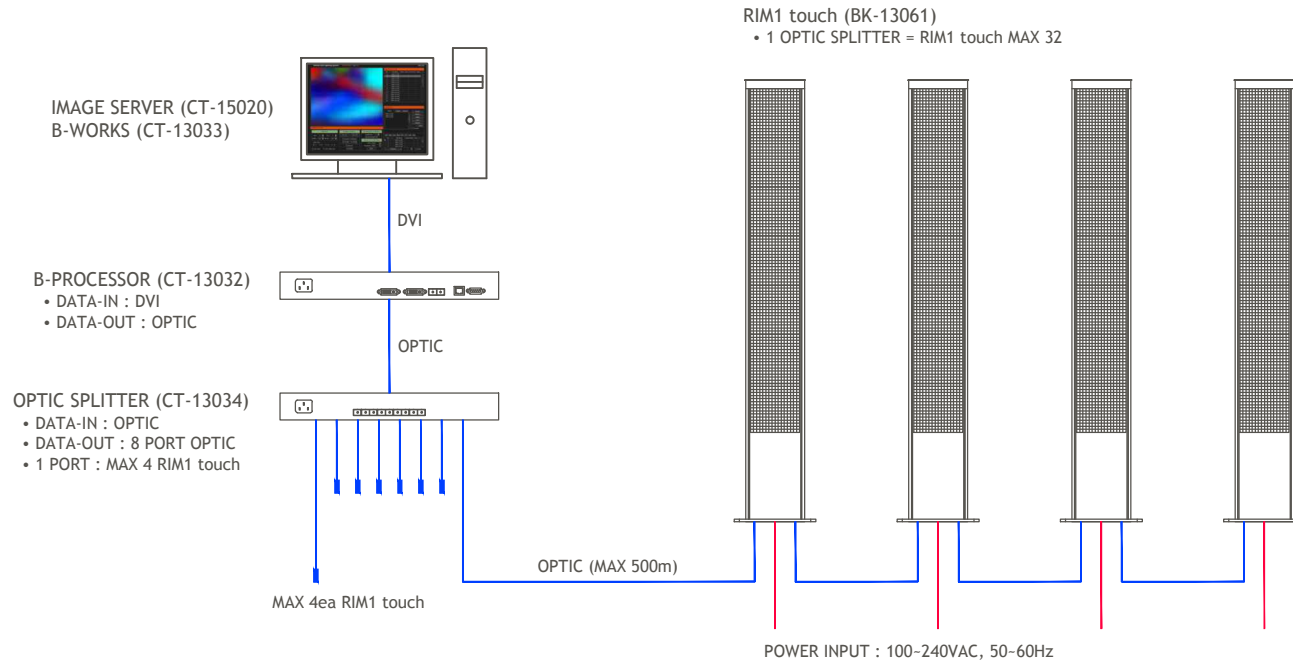 RIM1 touch (BK-13061)
• 1 OPTIC SPLITTER = RIM1 touch MAX 32
IMAGE SERVER (CT-15020)
B-WORKS (CT-13033)
DVI
B-PROCESSOR (CT-13032)
• DATA-IN : DVI
• DATA-OUT : OPTIC
OPTIC
OPTIC SPLITTER (CT-13034)
• DATA-IN : OPTIC
• DATA-OUT : 8 PORT OPTIC
• 1 PORT : MAX 4 RIM1 touch
OPTIC (MAX 500m)
MAX 4ea RIM1 touch
POWER INPUT : 100~240VAC, 50~60Hz